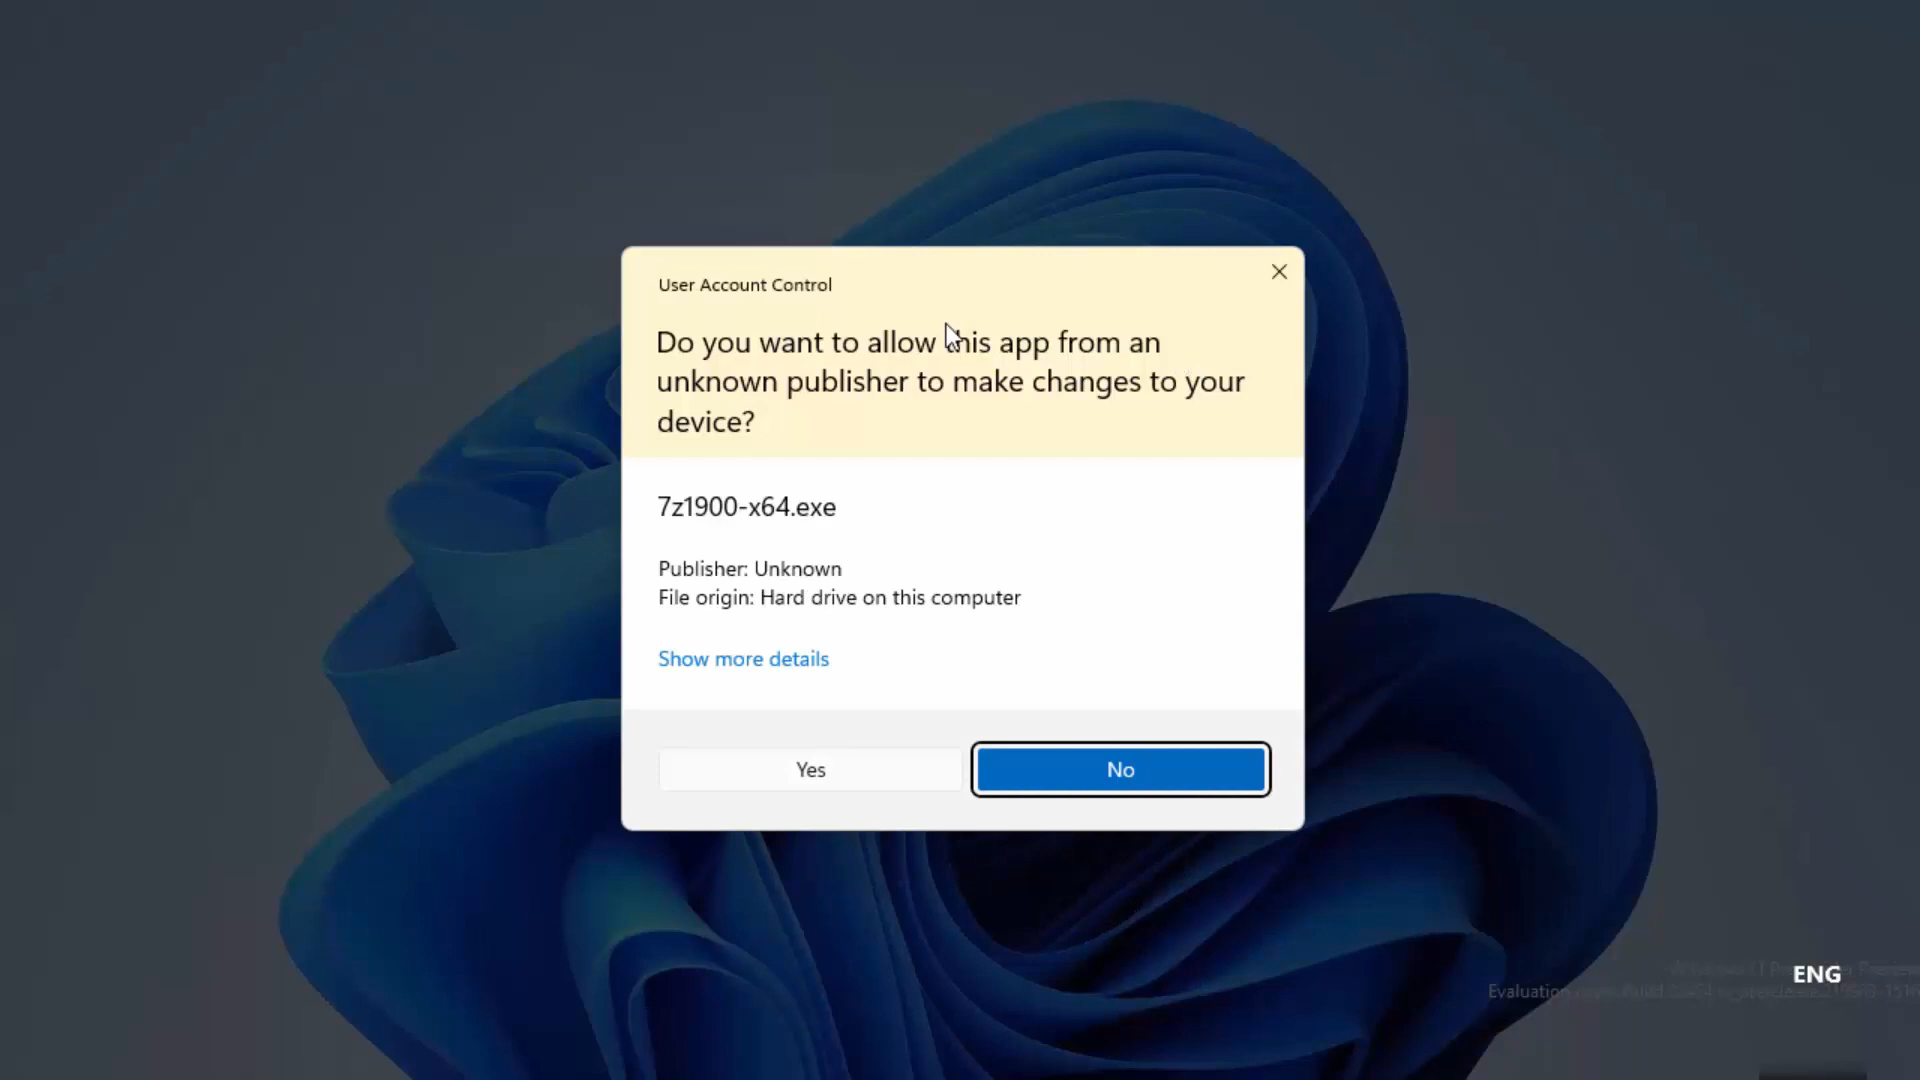 User Account Control
Do you want to allow this app from an
unknown publisher to make changes to your
device?
7z1900-x64.exe
Publisher: Unknown
File origin: Hard drive on this computer
Show more details
Yes
No
ENG
Evaluation